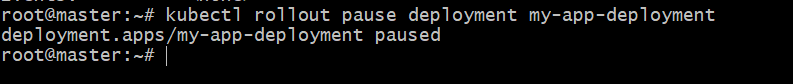 root@master:~# kubectl rollout pause deployment my-app-deployment
deployment.apps/my-app-deployment paused
root@master:~#